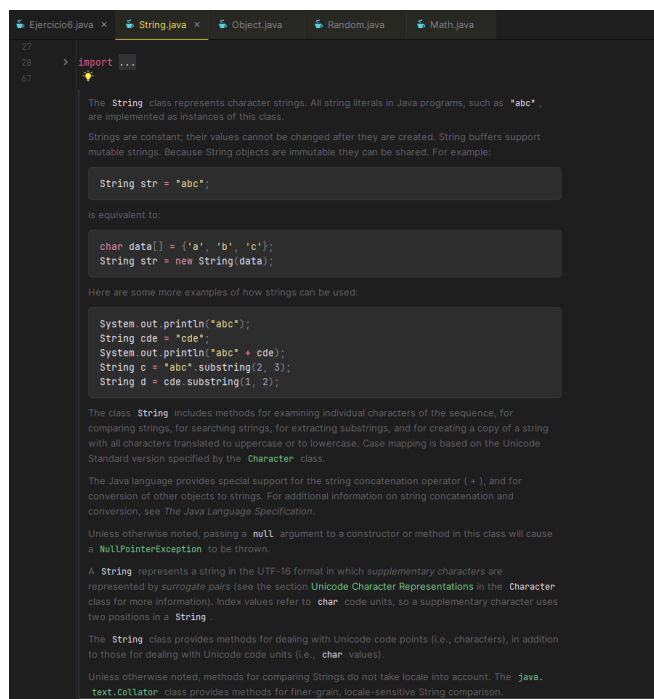 Ejercicio6.java × String.java × Object.java Random.java Math.java
27
28 > import ...
67
The String class represents character strings. All string literals in Java programs, such as "abc" ,
are implemented as instances of this class.
Strings are constant; their values cannot be changed after they are created. String buffers support
mutable strings. Because String objects are immutable they can be shared. For example:
String str = "abc";
is equivalent to:
char data[] = {'a', 'b', 'c'};
String str = new String(data);
Here are some more examples of how strings can be used:
System.out.println("abc");
String cde = "cde";
System.out.println("abc" + cde);
String c = "abc".substring(2, 3);
String d = cde.substring(1, 2);
The class String includes methods for examining individual characters of the sequence, for
comparing strings, for searching strings, for extracting substrings, and for creating a copy of a string
with all characters translated to uppercase or to lowercase. Case mapping is based on the Unicode
Standard version specified by the Character class.
The Java language provides special support for the string concatenation operator ( + ), and for
conversion of other objects to strings. For additional information on string concatenation and
conversion, see The Java Language Specification.
Unless otherwise noted, passing a null argument to a constructor or method in this class will cause
a NullPointerException to be thrown.
A String represents a string in the UTF-16 format in which supplementary characters are
represented by surrogate pairs (see the section Unicode Character Representations in the Character
class for more information). Index values refer to char code units, so a supplementary character uses
two positions in a String .
The String class provides methods for dealing with Unicode code points (i.e., characters), in addition
to those for dealing with Unicode code units (i.e., char values).
Unless otherwise noted, methods for comparing Strings do not take locale into account. The java.
text.Collator class provides methods for finer-grain, locale-sensitive String comparison.